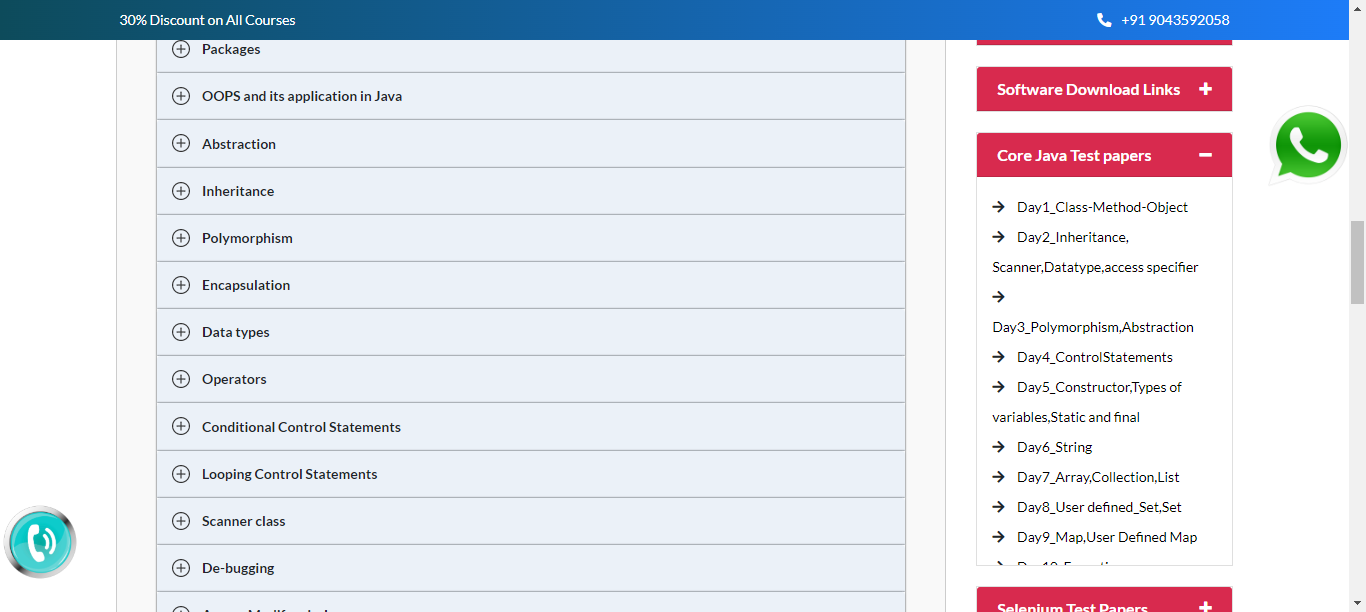 30% Discount on All Courses
+91 9043592058
Packages
OOPS and its application in Java
Abstraction
Inheritance
Polymorphism
Encapsulation
Data types
Operators
Conditional Control Statements
Looping Control Statements
Scanner class
De-bugging
Software Download Links
Core Java Test papers
Day1_Class-Method-Object
Day2_Inheritance,
Scanner,Datatype,access specifier
Day3_Polymorphism,Abstraction
Day4_ControlStatements
Day5_Constructor,Types of
variables,Static and final
Day6_String
Day7_Array,Collection,List
Day8_User defined_Set,Set
Day9_Map,User Defined Map
Selenium Test Papers